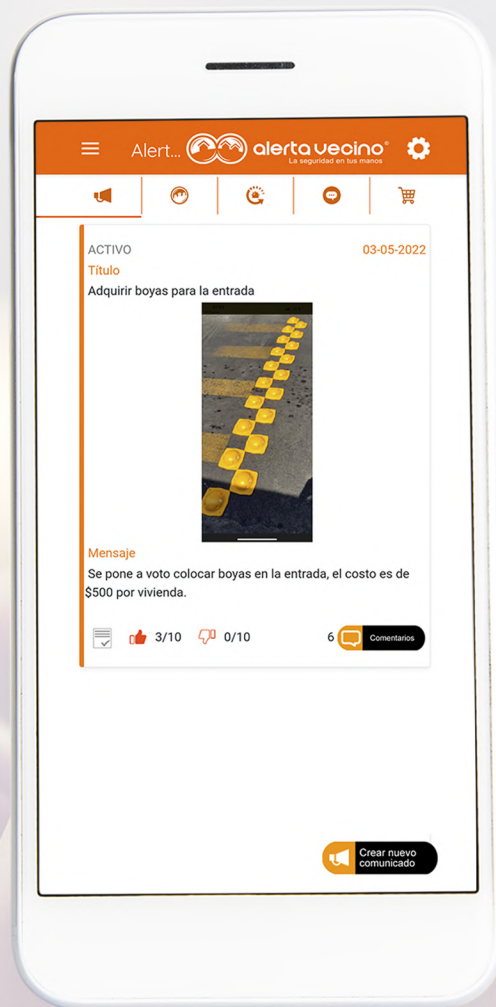 Alert... alerta vecino®
La seguridad en tus manos
ACTIVO 03-05-2022
Título
Adquirir boyas para la entrada
Mensaje
Se pone a voto colocar boyas en la entrada, el costo es de
$500 por vivienda.
3/10 0/10 6 Comentarios
Crear nuevo
comunicado